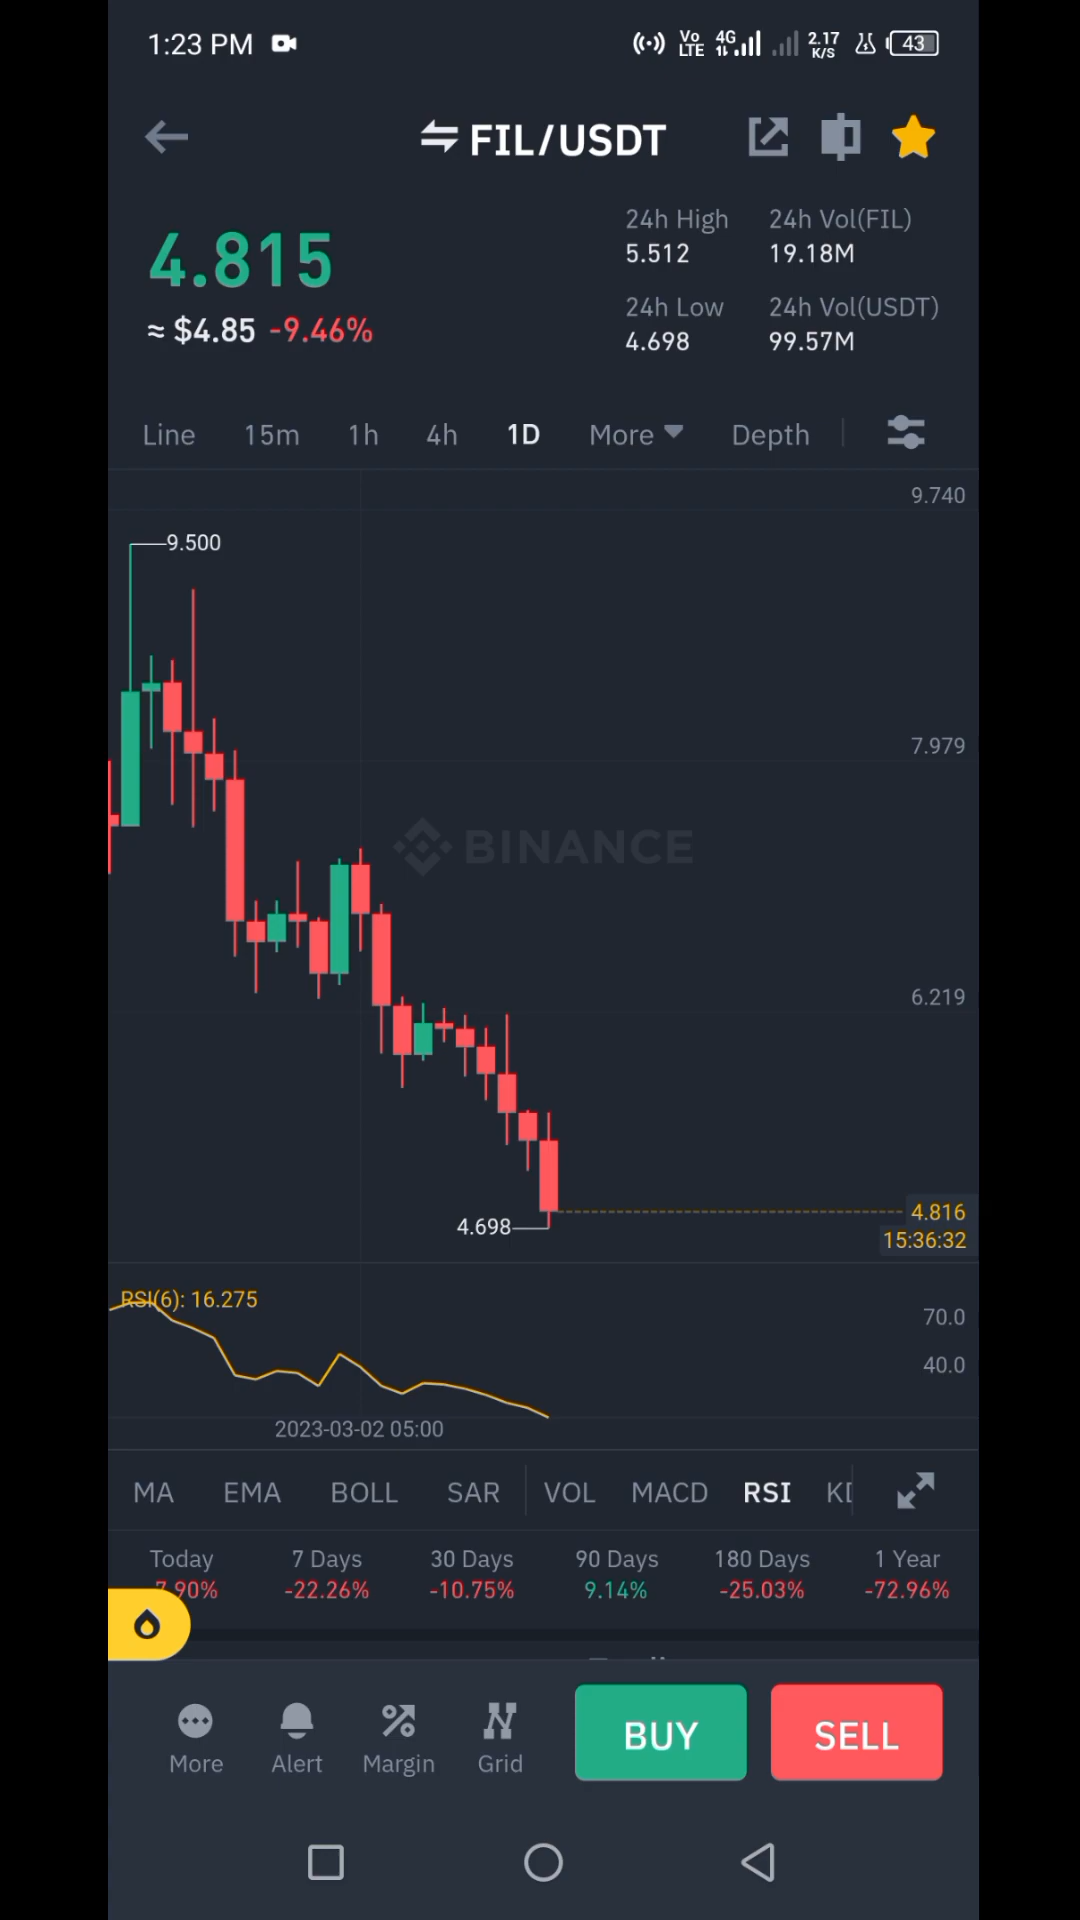 1:23 PM
Vo LTE 4G 2.17 K/S 43
FIL/USDT
24h High 24h Vol(FIL)
5.512 19.18M
4.815
≈ $4.85 -9.46%
24h Low 24h Vol(USDT)
4.698 99.57M
Line 15m 1h 4h 1D More Depth
9.740
9.500
7.979
BINANCE
6.219
4.816
4.698
15:36:32
RSI(6): 16.275
70.0
40.0
2023-03-02 05:00
MA EMA BOLL SAR VOL MACD RSI
Today 7 Days 30 Days 90 Days 180 Days 1 Year
7.90% -22.26% -10.75% 9.14% -25.03% -72.96%
More Alert Margin Grid
BUY SELL